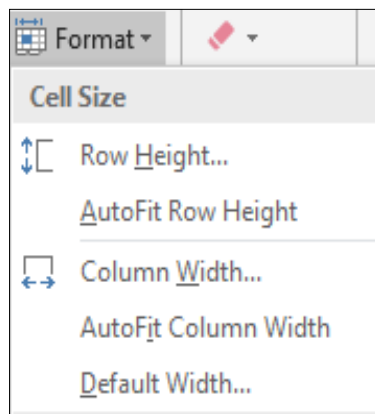 Format
Cell Size
Row Height...
AutoFit Row Height
Column Width...
AutoFit Column Width
Default Width...